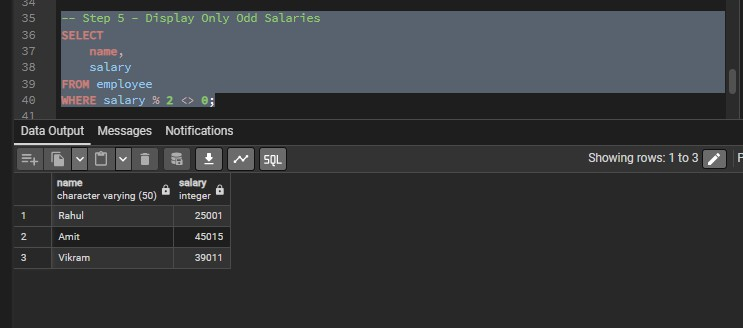 34
35 -- Step 5 - Display Only Odd Salaries
36 SELECT
37 name,
38 salary
39 FROM employee
40 WHERE salary % 2 <> 0;
41
Data Output Messages Notifications
SQL Showing rows: 1 to 3 P
name salary
character varying (50) integer
1 Rahul 25001
2 Amit 45015
3 Vikram 39011